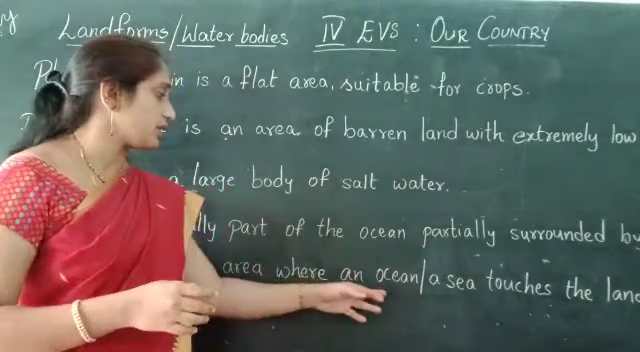 Landforms/Water bodies IV EVS : OUR COUNTRY
is a flat area, suitable for crops.
is an area of barren land with extremely low
a large body of salt water.
part of the ocean partially surrounded by
area where an ocean/a sea touches the land